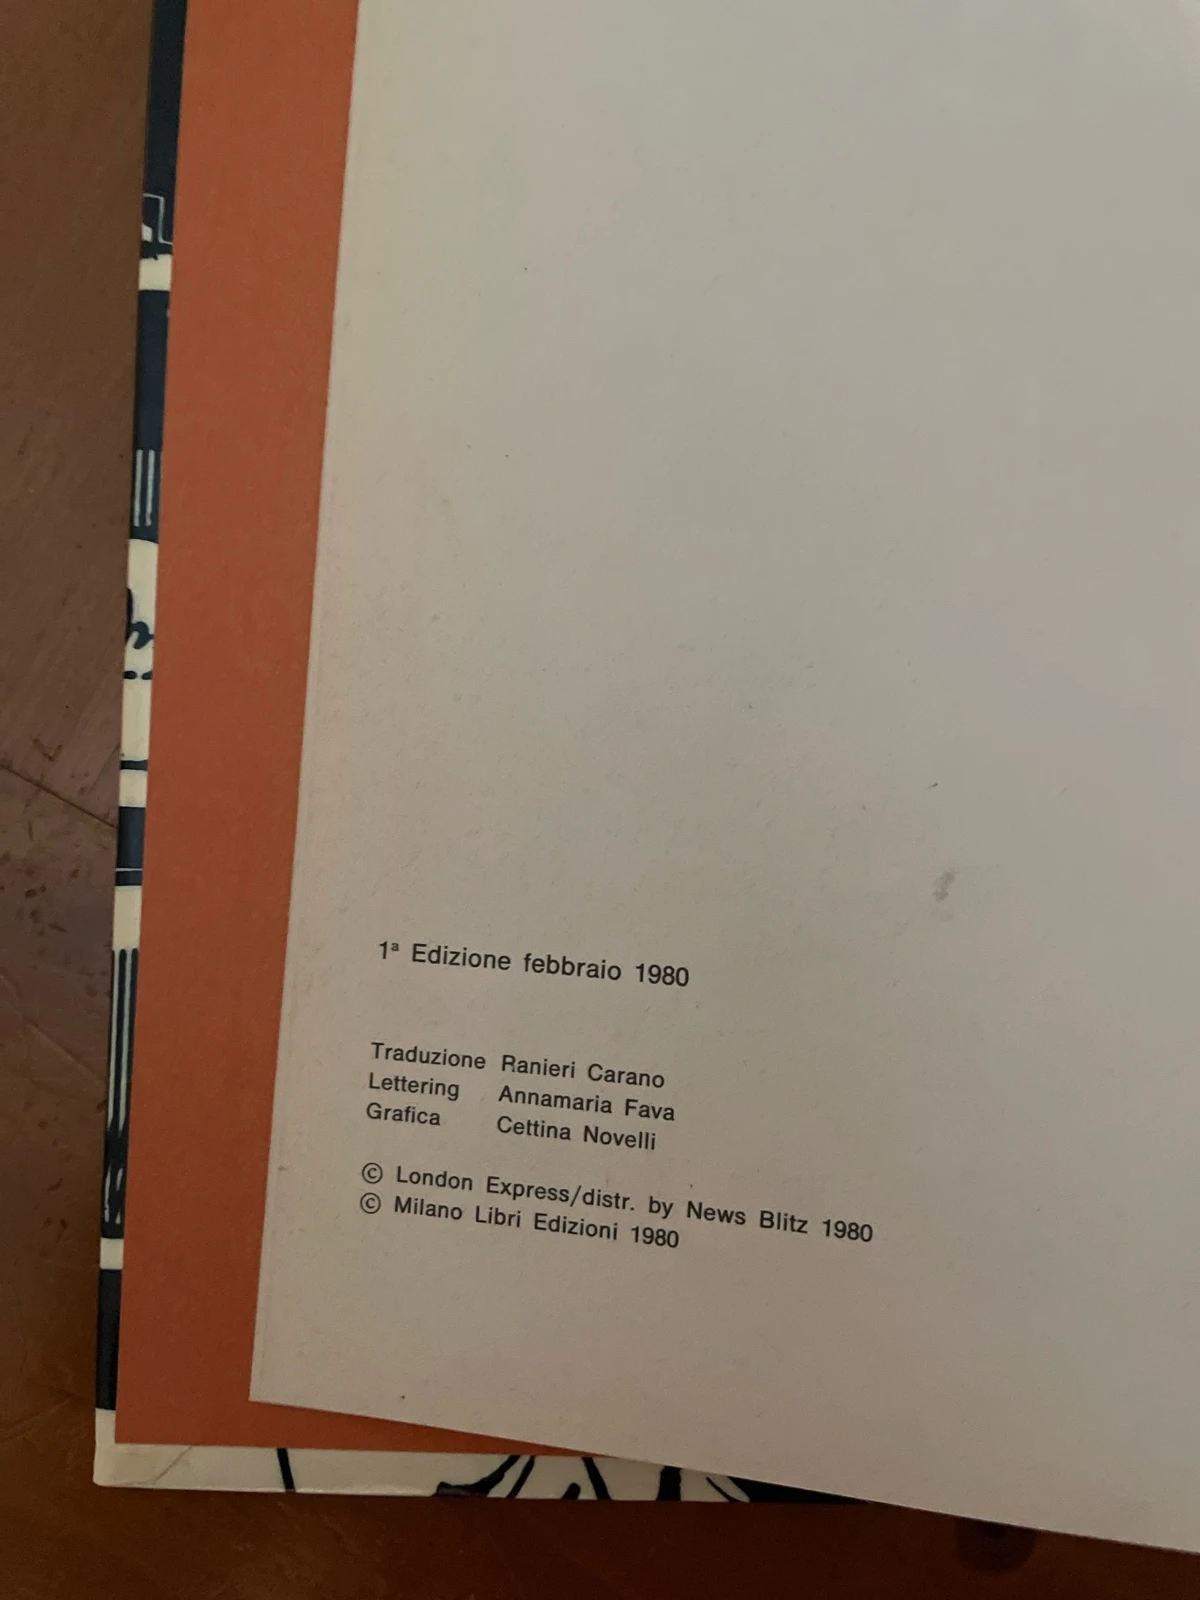 1ª Edizione febbraio 1980
Traduzione Ranieri Carano
Lettering Annamaria Fava
Grafica Cettina Novelli
© London Express/distr. by News Blitz 1980
© Milano Libri Edizioni 1980